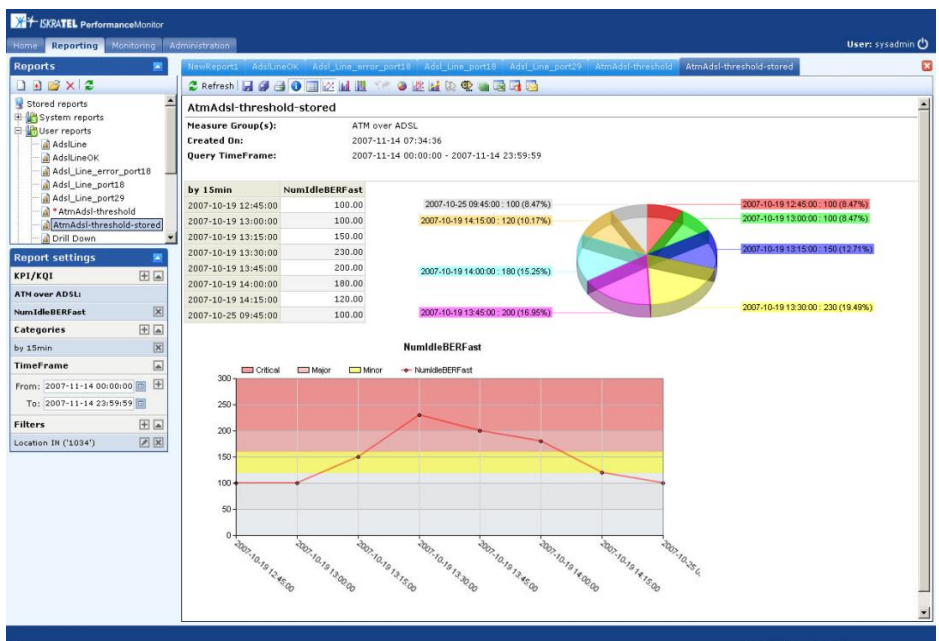 ISKRATEL PerformanceMonitor
Home Reporting Monitoring Administration
User: sysadmin
Reports
NewReport1 AdslLineOK Adsl_Line_error_port18 Adsl_Line_port18 Adsl_Line_port29 AtmAdsl-threshold AtmAdsl-threshold-stored
Refresh
Stored reports
System reports
User reports
AdslLine
AdslLineOK
Adsl_Line_error_port18
Adsl_Line_port18
Adsl_Line_port29
*AtmAdsl-threshold
AtmAdsl-threshold-stored
Drill Down
Report settings
KPI/KQI
ATM over ADSL:
NumIdleBERFast
Categories
by 15min
TimeFrame
From: 2007-11-14 00:00:00
To: 2007-11-14 23:59:59
Filters
Location IN ('1034')
AtmAdsl-threshold-stored
Measure Group(s): ATM over ADSL
Created On: 2007-11-14 07:34:36
Query TimeFrame: 2007-11-14 00:00:00 - 2007-11-14 23:59:59
by 15min NumIdleBERFast
2007-10-19 12:45:00 100.00
2007-10-19 13:00:00 100.00
2007-10-19 13:15:00 150.00
2007-10-19 13:30:00 230.00
2007-10-19 13:45:00 200.00
2007-10-19 14:00:00 180.00
2007-10-19 14:15:00 120.00
2007-10-25 09:45:00 100.00
2007-10-25 09:45:00 : 100 (8.47%)
2007-10-19 14:15:00 : 120 (10.17%)
2007-10-19 14:00:00 : 180 (15.25%)
2007-10-19 13:45:00 : 200 (16.95%)
2007-10-19 12:45:00 : 100 (8.47%)
2007-10-19 13:00:00 : 100 (8.47%)
2007-10-19 13:15:00 : 150 (12.71%)
2007-10-19 13:30:00 : 230 (19.49%)
NumIdleBERFast
Critical Major Minor NumIdleBERFast
300
250
200
150
100
50
0
2007-10-19 12:45:00
2007-10-19 13:00:00
2007-10-19 13:15:00
2007-10-19 13:30:00
2007-10-19 13:45:00
2007-10-19 14:00:00
2007-10-19 14:15:00
2007-10-25 0